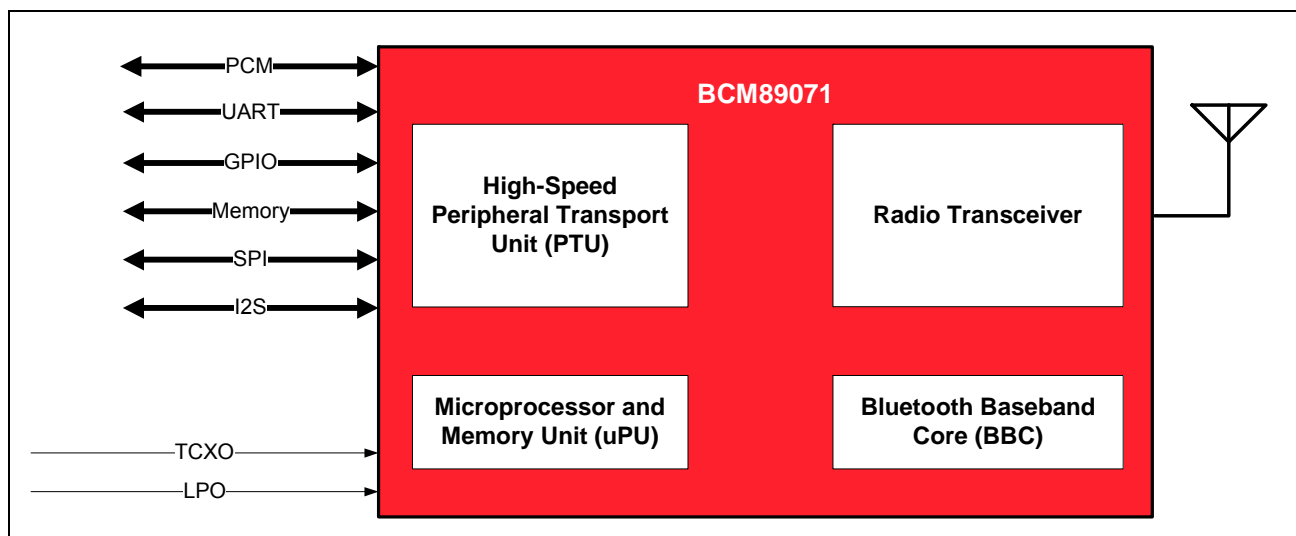 PCM
UART
GPIO
Memory
SPI
I2S
TCXO
LPO
BCM89071
High-Speed
Peripheral Transport
Unit (PTU)
Radio Transceiver
Microprocessor and
Memory Unit (uPU)
Bluetooth Baseband
Core (BBC)